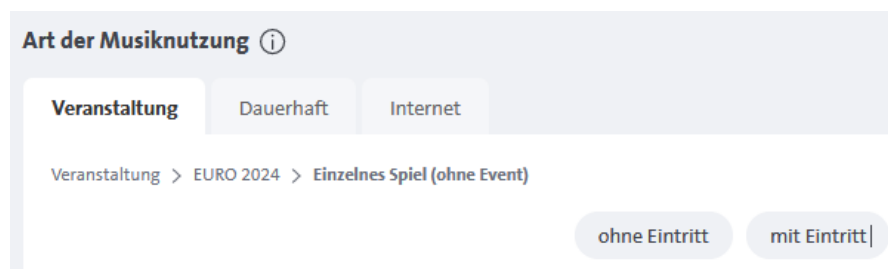 Art der Musiknutzung
Veranstaltung Dauerhaft Internet
Veranstaltung > EURO 2024 > Einzelnes Spiel (ohne Event)
ohne Eintritt mit Eintritt